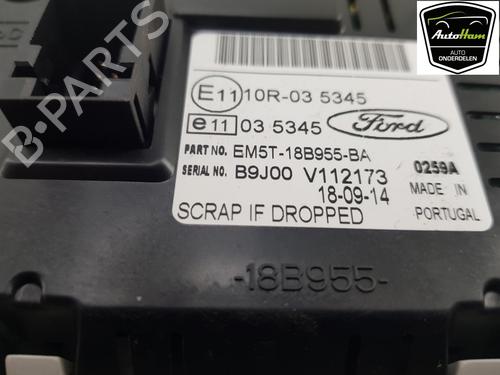 AutoHam
AUTO
ONDERDELEN
E11 10R-03 5345
e11 03 5345 Ford
PART NO. EM5T-18B955-BA
SERIAL NO. B9J00 V112173 0259A
18-09-14 MADE IN
SCRAP IF DROPPED PORTUGAL
-18B955-